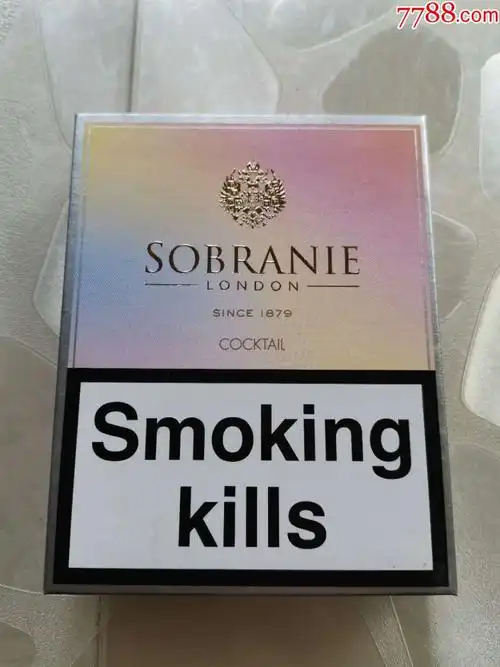 7788.com
SOBRANIE
LONDON
SINCE 1879
COCKTAIL
Smoking
kills